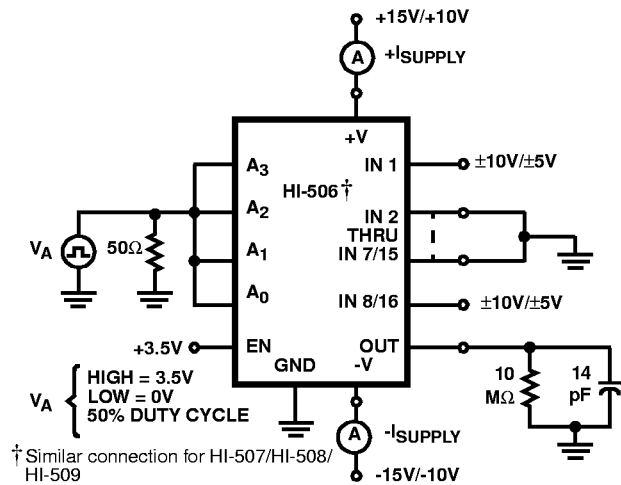 +15V/+10V
A
+ISUPPLY
+V
A3
IN 1
±10V/±5V
HI-506†
A2
IN 2
THRU
VA
50Ω
A1
IN 7/15
A0
IN 8/16
±10V/±5V
+3.5V
EN
OUT
GND
-V
VA
HIGH = 3.5V
LOW = 0V
50% DUTY CYCLE
10
MΩ
14
pF
A
-ISUPPLY
-15V/-10V
†Similar connection for HI-507/HI-508/
HI-509